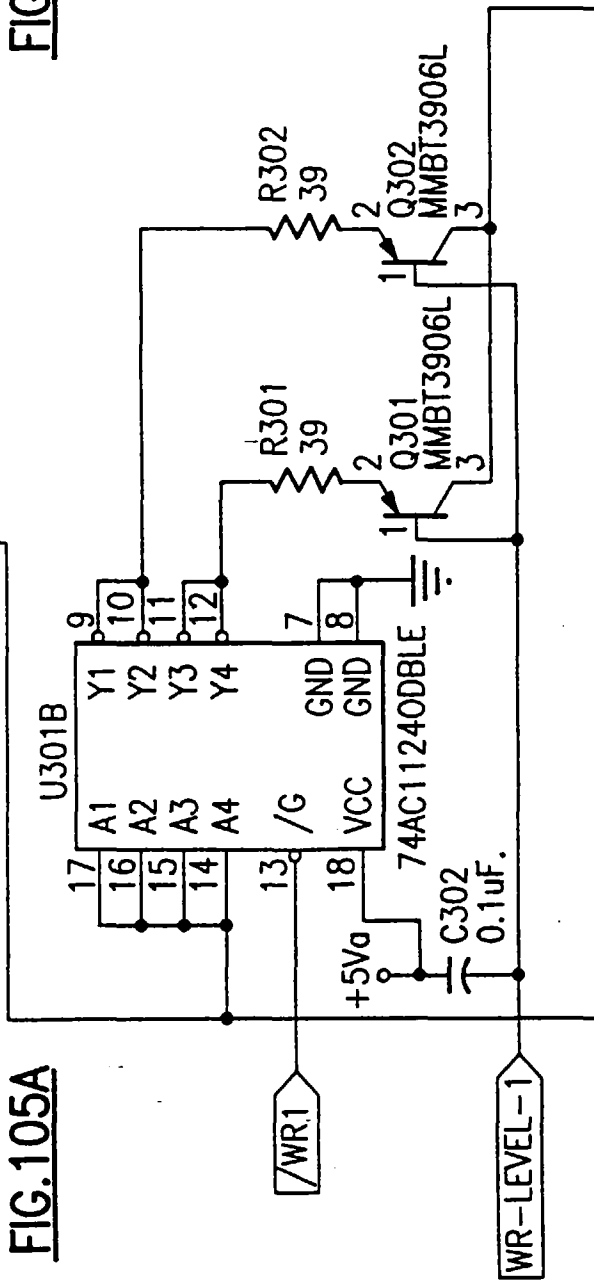 FIG.105A
FIG
U301B
17
A1
16
A2
15
A3
14
A4
13
/G
18
VCC
Y1
9
Y2
10
Y3
11
Y4
12
GND
7
GND
8
74AC11240DBLE
/WR1
+5Va
C302
0.1uF.
WR-LEVEL-1
R301
39
2
1
Q301
MMBT3906L
3
R302
39
2
1
Q302
MMBT3906L
3